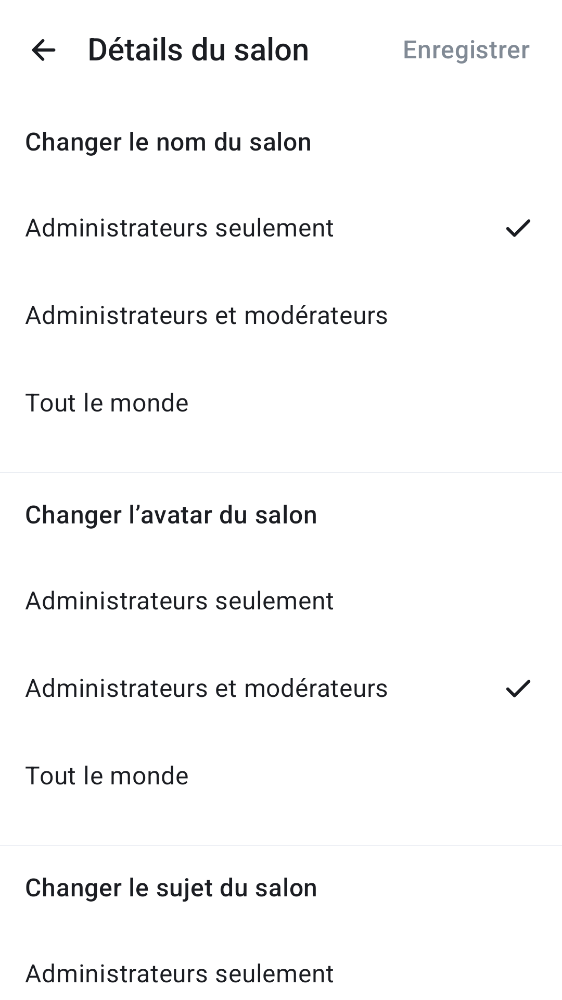 Détails du salon
Enregistrer
Changer le nom du salon
Administrateurs seulement
Administrateurs et modérateurs
Tout le monde
Changer l’avatar du salon
Administrateurs seulement
Administrateurs et modérateurs
Tout le monde
Changer le sujet du salon
Administrateurs seulement